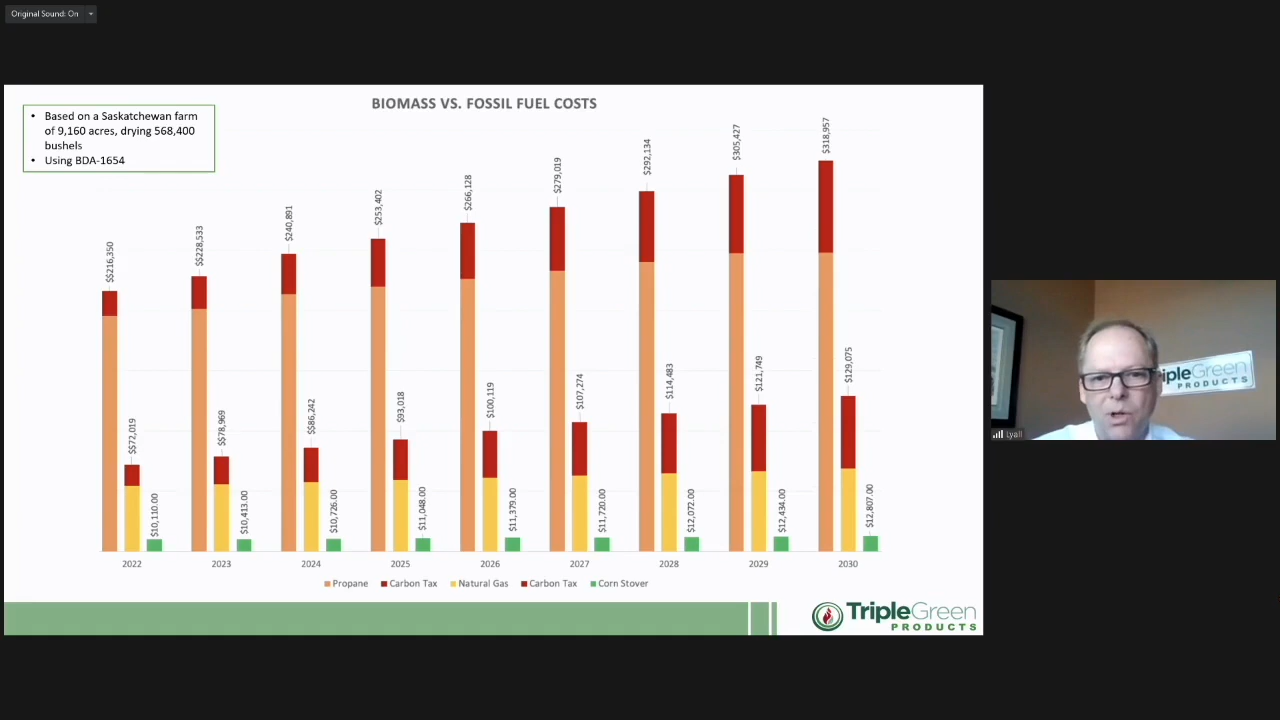 Original Sound: On
BIOMASS VS. FOSSIL FUEL COSTS
• Based on a Saskatchewan farm
of 9,160 acres, drying 568,400
bushels
• Using BDA-1654
$$216,350
$72,019
$10,110.00
$$228,533
$78,969
$10,413.00
$240,891
$$86,242
$10,726.00
$253,402
$93,018
$11,048.00
$266,128
$100,119
$11,379.00
$279,019
$107,274
$11,720.00
$292,134
$114,483
$12,072.00
$305,427
$121,749
$12,434.00
$318,957
$129,075
$12,807.00
2022 2023 2024 2025 2026 2027 2028 2029 2030
Propane Carbon Tax Natural Gas Carbon Tax Corn Stover
TripleGreen
PRODUCTS
ipleGreen
PRODUCTS
Lyall